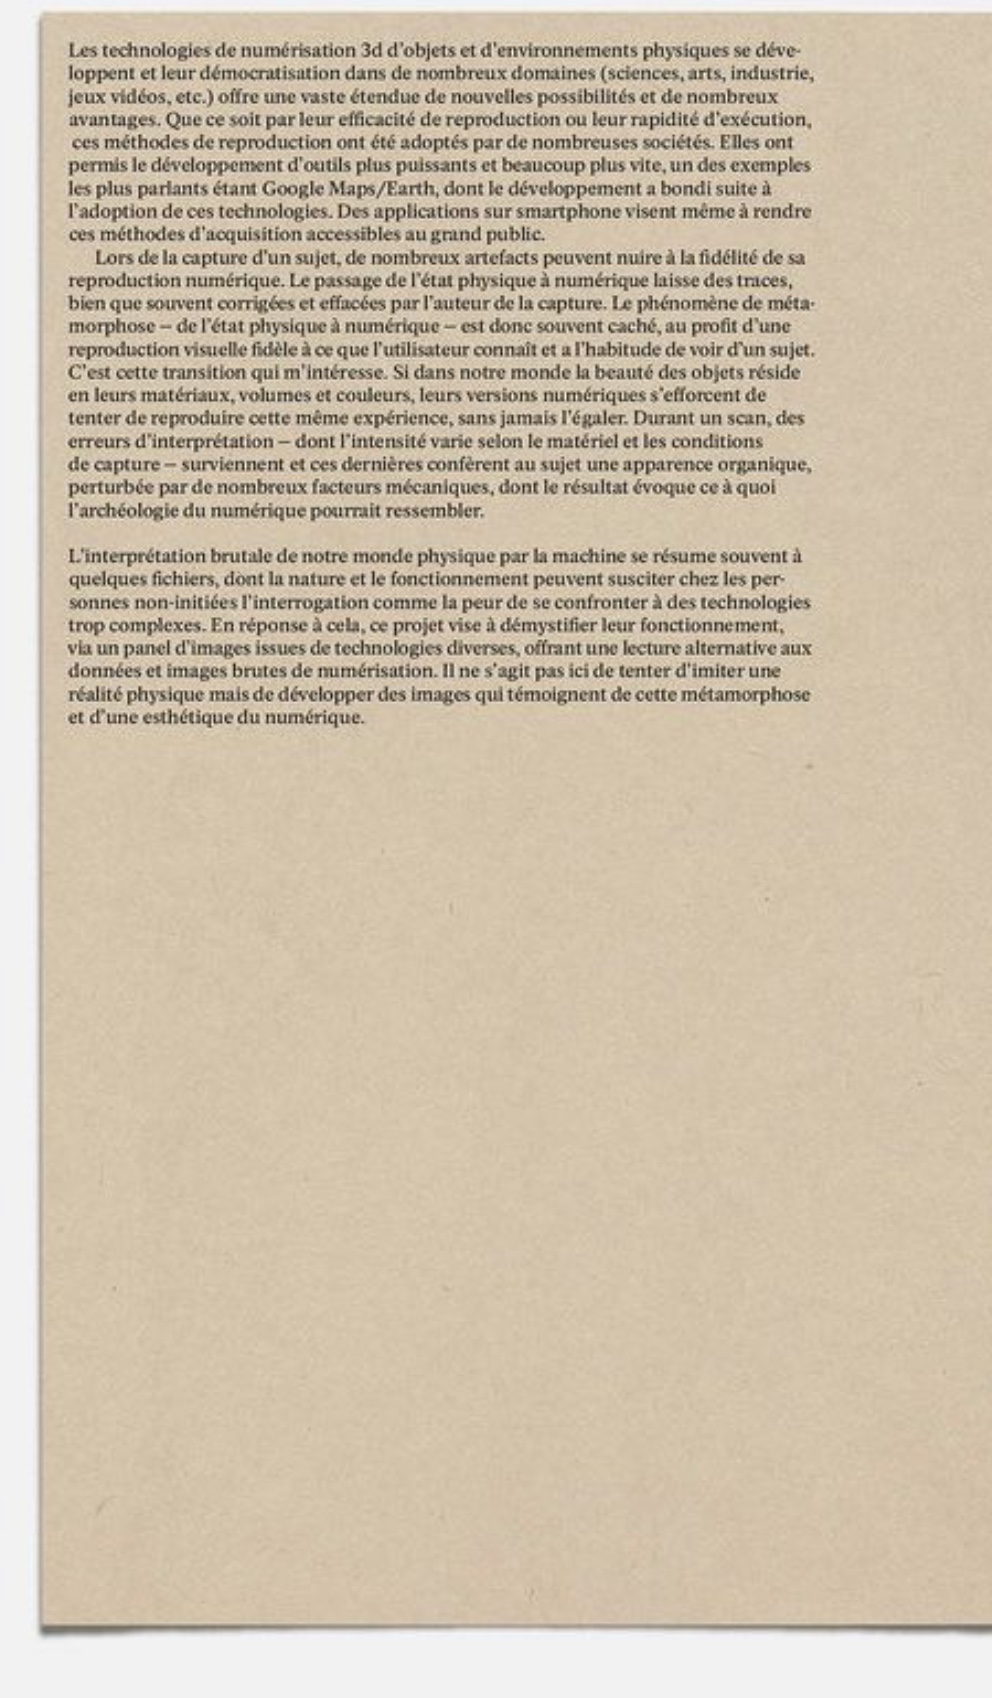 Les technologies de numérisation 3d d'objets et d'environnements physiques se déve-
loppent et leur démocratisation dans de nombreux domaines (sciences, arts, industrie,
jeux vidéos, etc.) offre une vaste étendue de nouvelles possibilités et de nombreux
avantages. Que ce soit par leur efficacité de reproduction ou leur rapidité d'exécution,
ces méthodes de reproduction ont été adoptés par de nombreuses sociétés. Elles ont
permis le développement d'outils plus puissants et beaucoup plus vite, un des exemples
les plus parlants étant Google Maps/Earth, dont le développement a bondi suite à
l'adoption de ces technologies. Des applications sur smartphone visent même à rendre
ces méthodes d'acquisition accessibles au grand public.
Lors de la capture d'un sujet, de nombreux artefacts peuvent nuire à la fidélité de sa
reproduction numérique. Le passage de l'état physique à numérique laisse des traces,
bien que souvent corrigées et effacées par l'auteur de la capture. Le phénomène de méta-
morphose – de l'état physique à numérique – est donc souvent caché, au profit d'une
reproduction visuelle fidèle à ce que l'utilisateur connaît et a l'habitude de voir d'un sujet.
C'est cette transition qui m'intéresse. Si dans notre monde la beauté des objets réside
en leurs matériaux, volumes et couleurs, leurs versions numériques s'efforcent de
tenter de reproduire cette même expérience, sans jamais l'égaler. Durant un scan, des
erreurs d'interprétation – dont l'intensité varie selon le matériel et les conditions
de capture – surviennent et ces dernières confèrent au sujet une apparence organique,
perturbée par de nombreux facteurs mécaniques, dont le résultat évoque ce à quoi
l'archéologie du numérique pourrait ressembler.
L'interprétation brutale de notre monde physique par la machine se résume souvent à
quelques fichiers, dont la nature et le fonctionnement peuvent susciter chez les per-
sonnes non-initiées l'interrogation comme la peur de se confronter à des technologies
trop complexes. En réponse à cela, ce projet vise à démystifier leur fonctionnement,
via un panel d'images issues de technologies diverses, offrant une lecture alternative aux
données et images brutes de numérisation. Il ne s'agit pas ici de tenter d'imiter une
réalité physique mais de développer des images qui témoignent de cette métamorphose
et d'une esthétique du numérique.